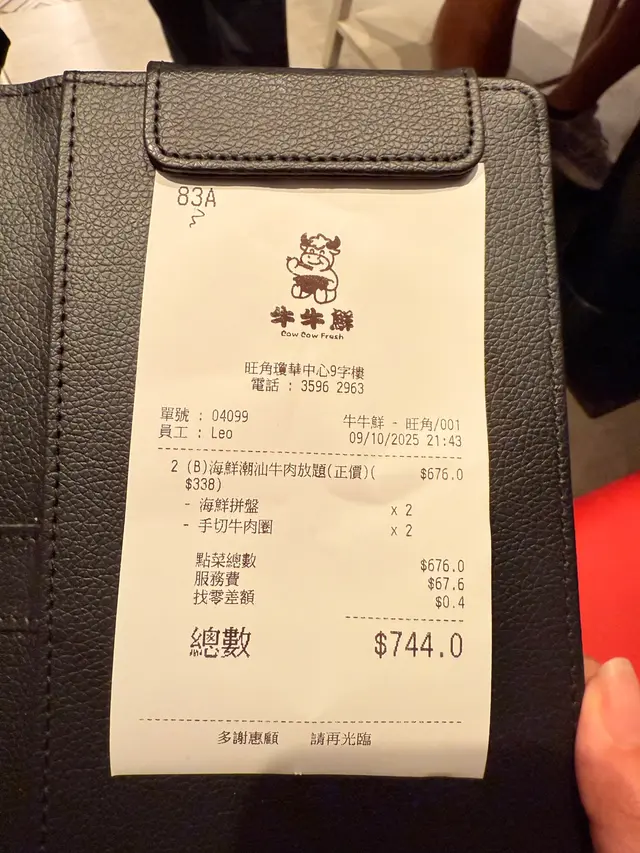 83A
牛牛鮮
Cow Cow Fresh
旺角瓊華中心9字樓
電話 : 3596 2963
單號 : 04099
牛牛鮮 - 旺角/001
員工 : Leo
09/10/2025 21:43
2 (B)海鮮潮汕牛肉放題(正價)( $676.0
$338)
- 海鮮拼盤 x 2
- 手切牛肉圈 x 2
點菜總數 $676.0
服務費 $67.6
找零差額 $0.4
總數 $744.0
多謝惠顧 請再光臨